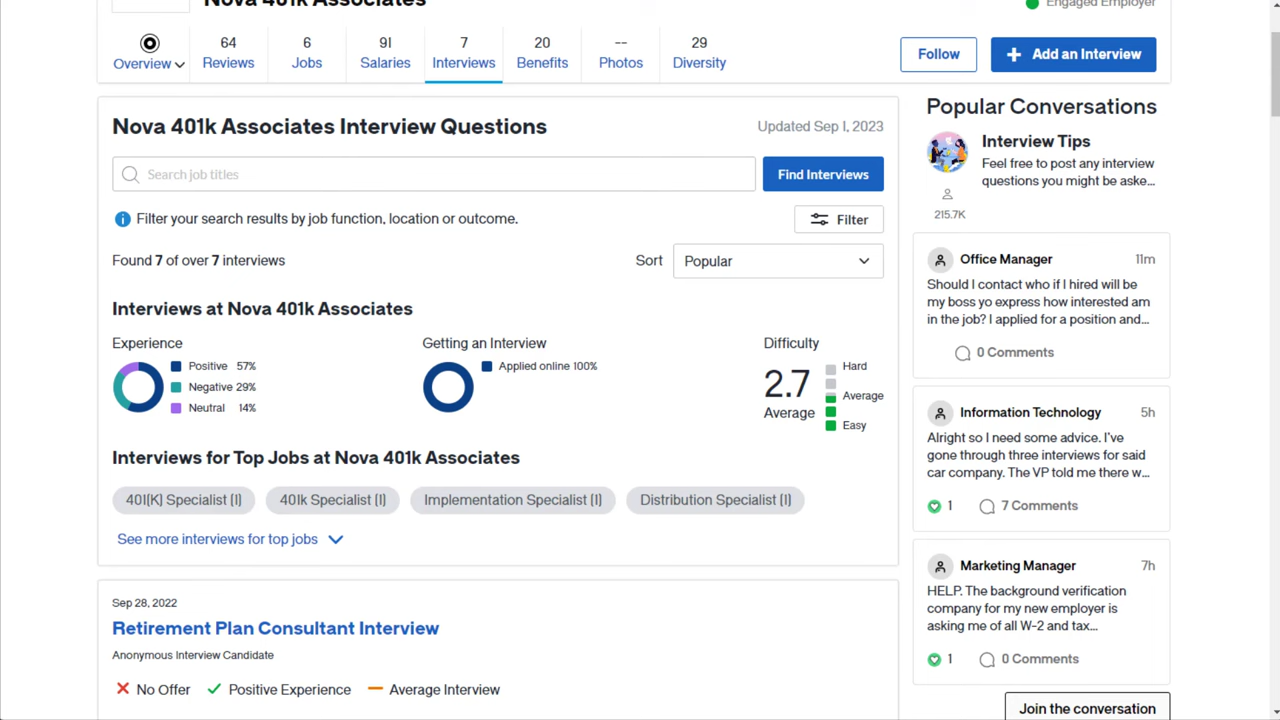 Nova 401k Associates
Engaged Employer
Overview
64
Reviews
6
Jobs
91
Salaries
7
Interviews
20
Benefits
--
Photos
29
Diversity
Follow
+ Add an Interview
Nova 401k Associates Interview Questions
Updated Sep 1, 2023
Search job titles
Find Interviews
Filter your search results by job function, location or outcome.
Filter
Found 7 of over 7 interviews
Sort
Popular
Interviews at Nova 401k Associates
Experience
Positive 57%
Negative 29%
Neutral 14%
Getting an Interview
Applied online 100%
Difficulty
2.7
Average
Hard
Average
Easy
Interviews for Top Jobs at Nova 401k Associates
401(K) Specialist (1)
401k Specialist (1)
Implementation Specialist (1)
Distribution Specialist (1)
See more interviews for top jobs
Sep 28, 2022
Retirement Plan Consultant Interview
Anonymous Interview Candidate
No Offer
Positive Experience
Average Interview
Popular Conversations
Interview Tips
Feel free to post any interview
questions you might be aske...
215.7K
Office Manager
11m
Should I contact who if I hired will be
my boss yo express how interested am
in the job? I applied for a position and...
0 Comments
Information Technology
5h
Alright so I need some advice. I've
gone through three interviews for said
car company. The VP told me there w...
1
7 Comments
Marketing Manager
7h
HELP. The background verification
company for my new employer is
asking me of all W-2 and tax...
1
0 Comments
Join the conversation